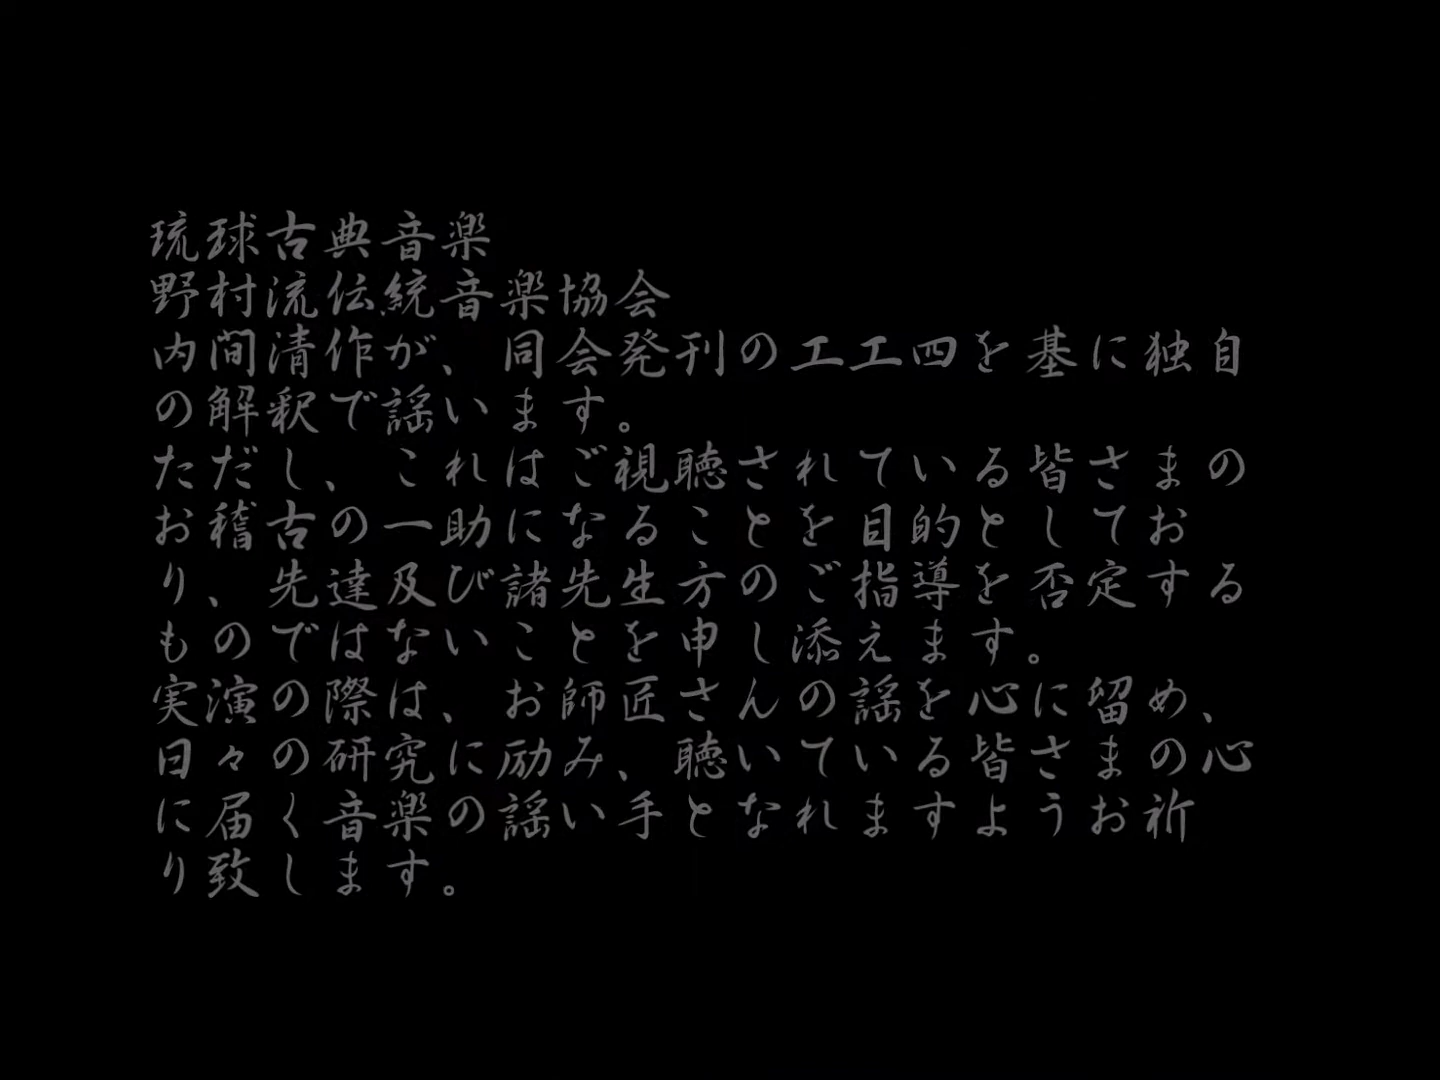 琉球古典音楽
野村流伝統音楽協会
内間清作が、同会発刊の工工四を基に独自
の解釈で謡います。
ただし、これはご視聴されている皆さまの
お稽古の一助になることを目的としてお
り、先達及び諸先生方のご指導を否定する
ものではないことを申し添えます。
実演の際は、お師匠さんの謡を心に留め、
日々の研究に励み、聴いている皆さまの心
に届く音楽の謡い手となれますようお祈
り致します。